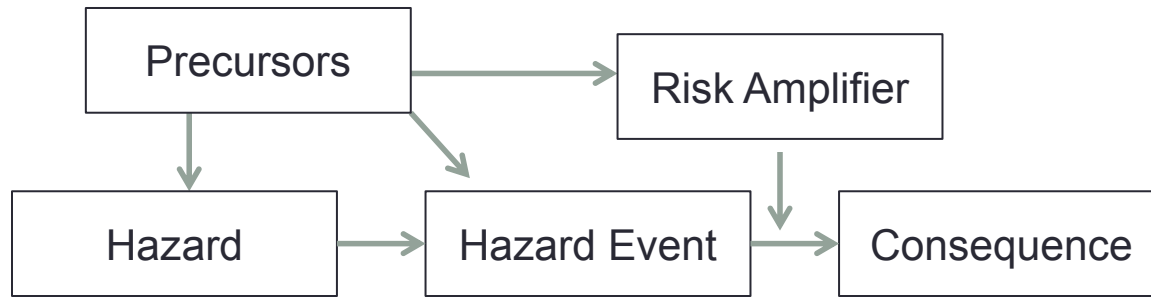 Precursors
Risk Amplifier
Hazard
Hazard Event
Consequence